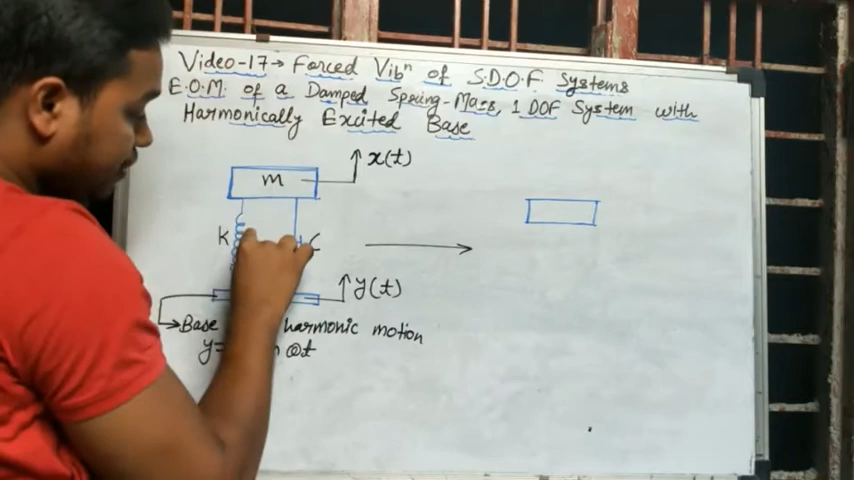 Video-17→ Forced Vibⁿ of S.D.O.F. Systems
E.O.M. of a Damped Spring-Mass, 1 DOF System with
Harmonically Excited Base
m
x(t)
K
C
y(t)
Base harmonic motion
y= ωt